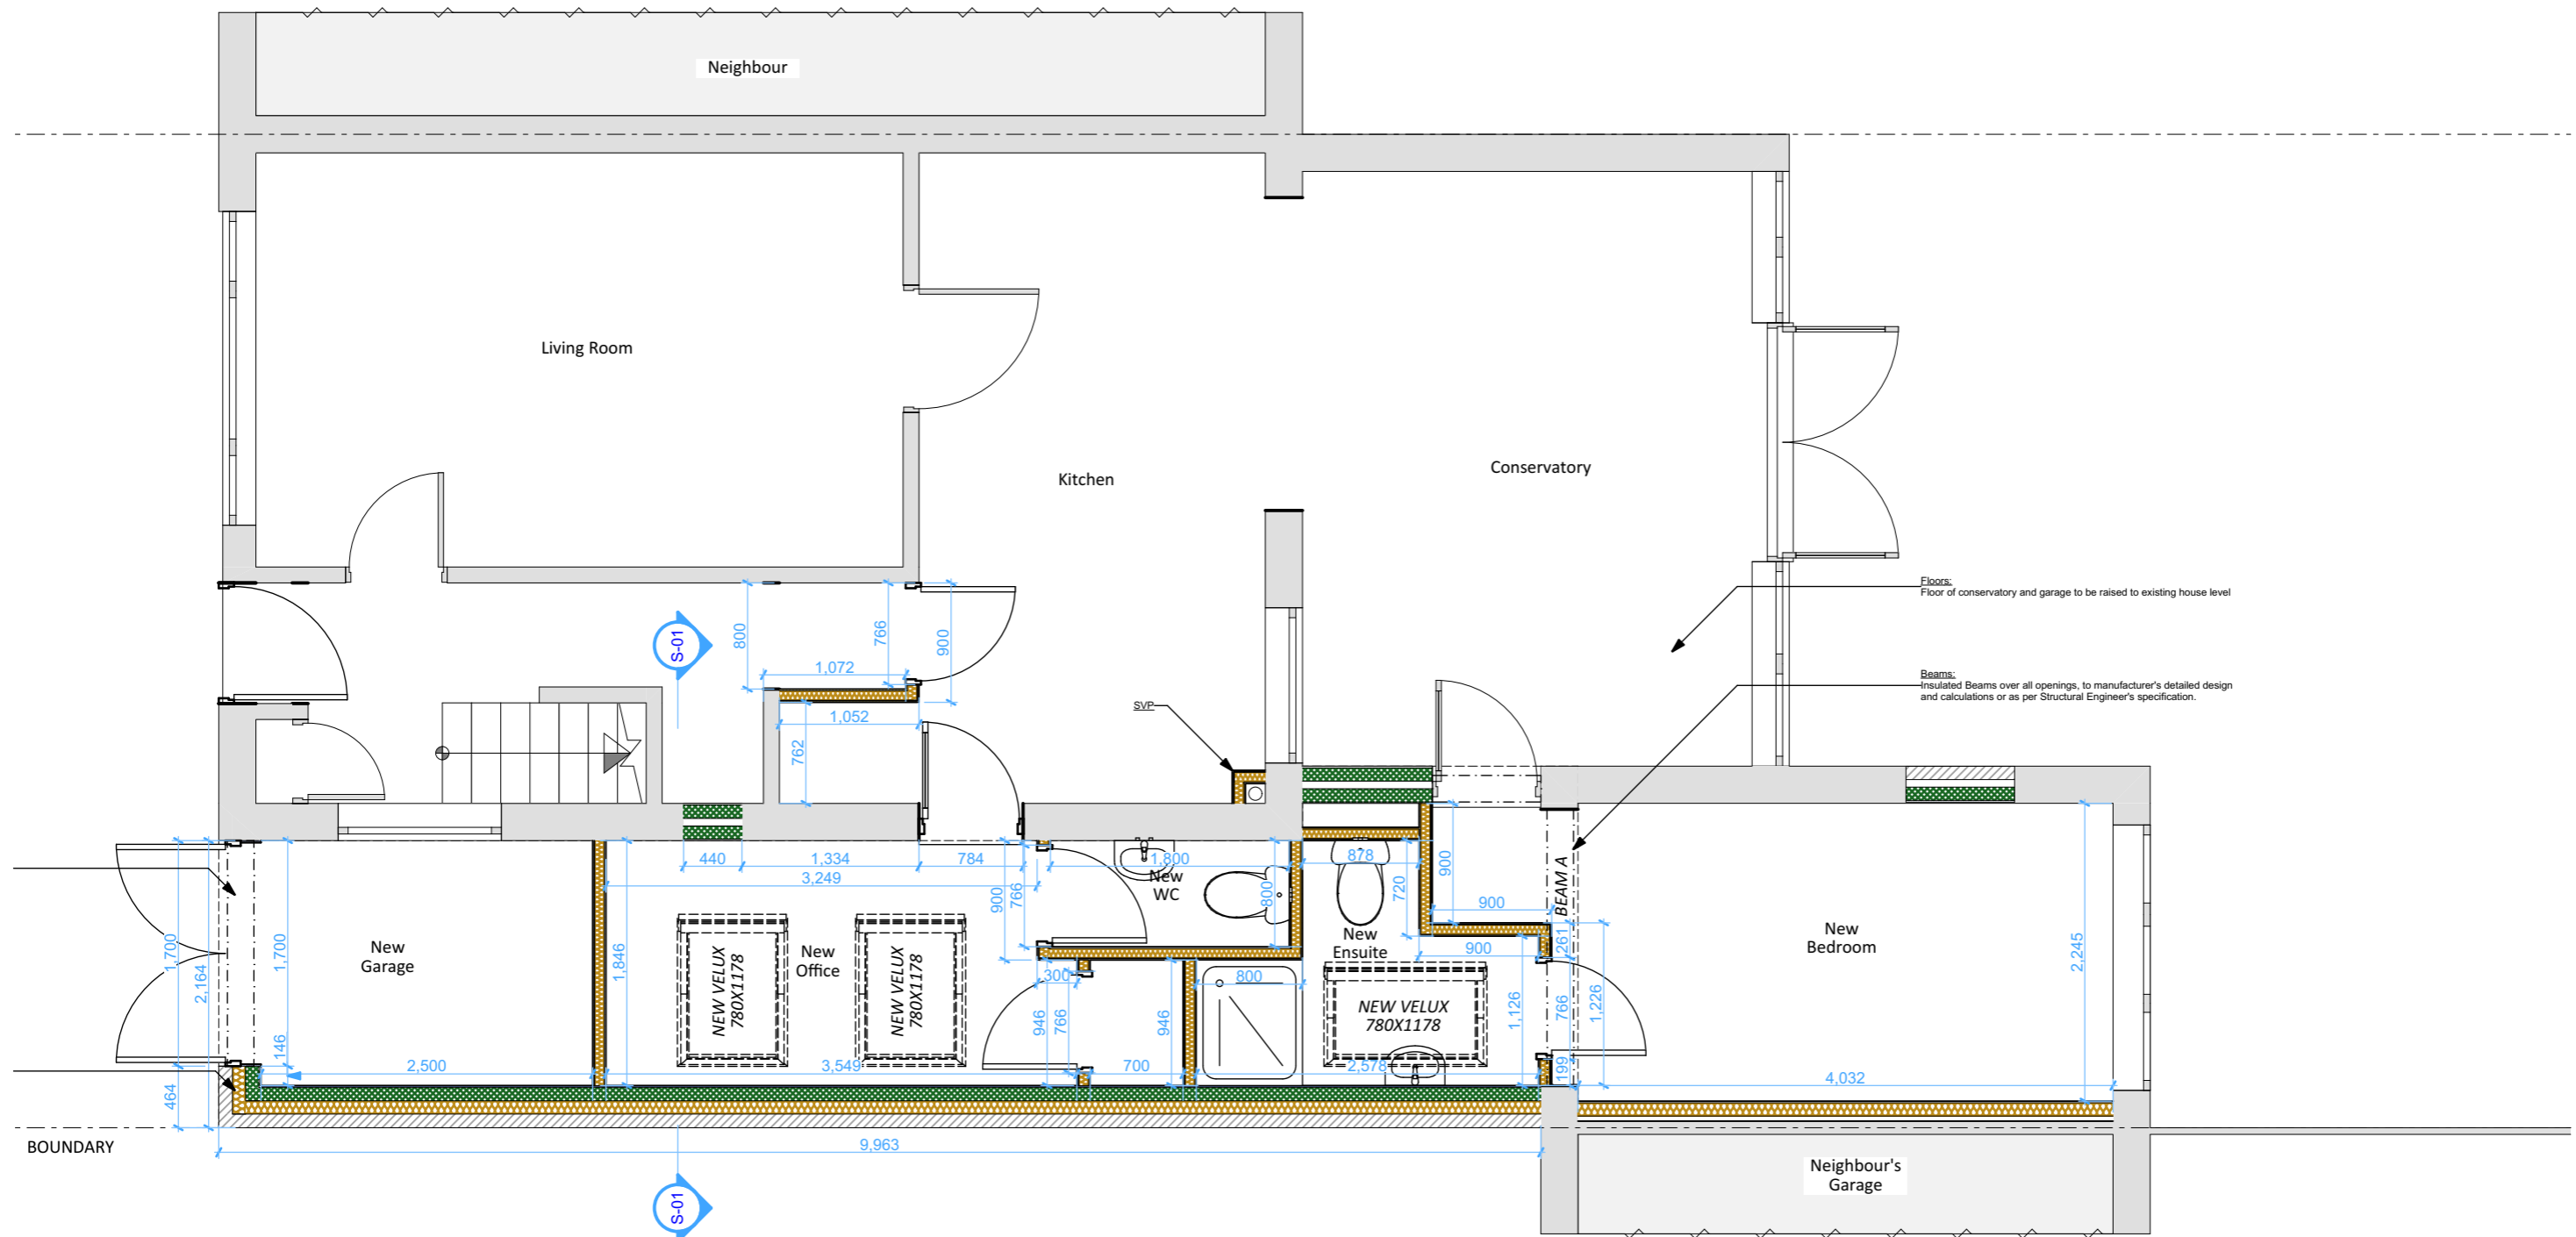 Neighbour
Living Room
Kitchen
Conservatory
Floors:
Floor of conservatory and garage to be raised to existing house level
Beams:
Insulated Beams over all openings, to manufacturer's detailed design
and calculations or as per Structural Engineer's specification.
S-01
800
766
900
1,072
1,052
762
SVP
440
1,334
784
3,249
1,800
New
WC
900
766
800
878
720
900
900
BEAM A
261
New
Garage
1,700
2,164
1,700
146
464
2,500
1,846
NEW VELUX
780X1178
New
Office
NEW VELUX
780X1178
3,549
300
946
766
946
700
800
New
Ensuite
900
NEW VELUX
780X1178
1,126
766
1,226
199
2,578
New
Bedroom
2,245
4,032
BOUNDARY
9,963
S-01
Neighbour's
Garage